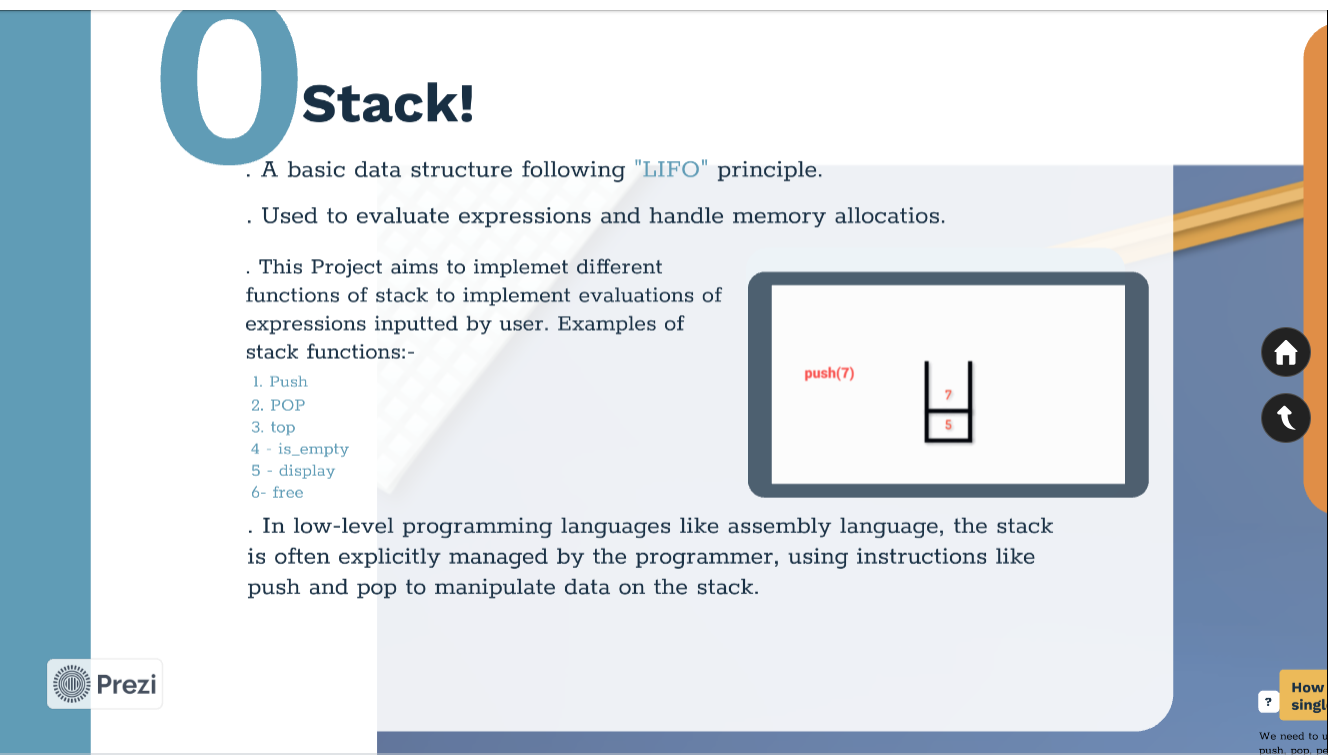 0
Stack!
. A basic data structure following "LIFO" principle.
. Used to evaluate expressions and handle memory allocatios.
. This Project aims to implemet different
functions of stack to implement evaluations of
expressions inputted by user. Examples of
stack functions:-
1. Push
2. POP
3. top
4 - is_empty
5 - display
6- free
push(7)
7
5
. In low-level programming languages like assembly language, the stack
is often explicitly managed by the programmer, using instructions like
push and pop to manipulate data on the stack.
Prezi
?
How
We need to
push, pop,